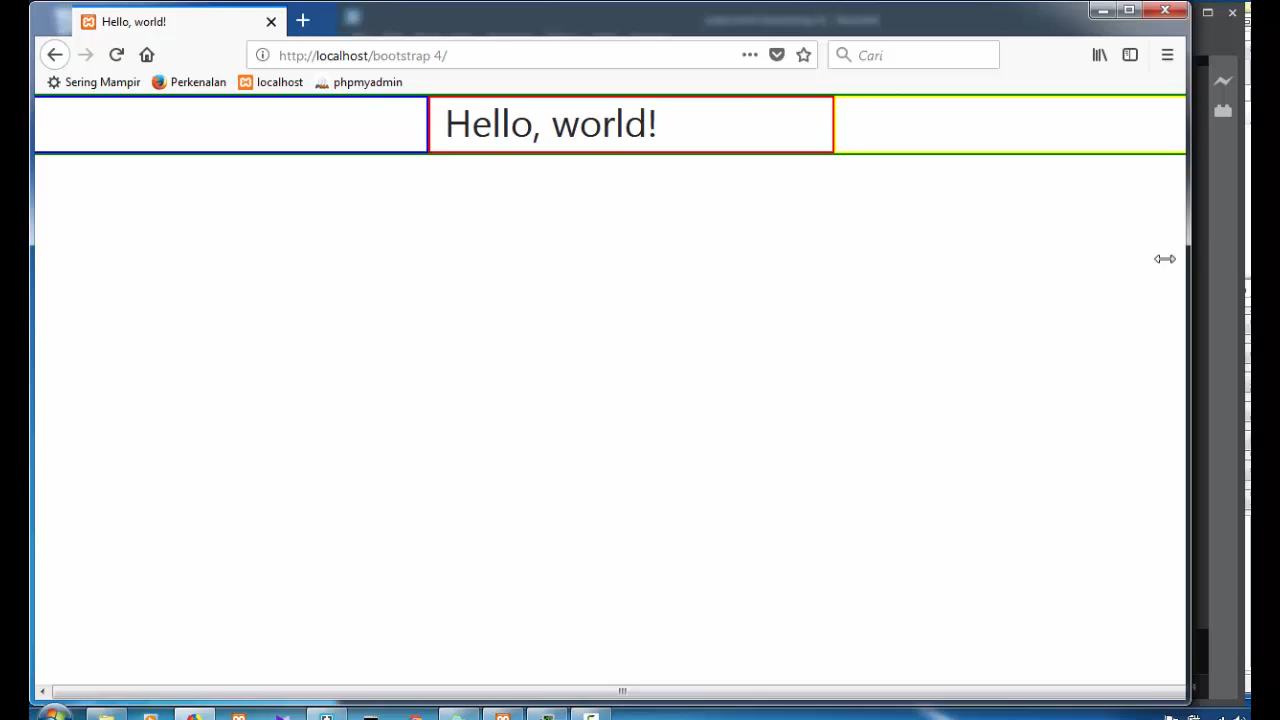 Hello, world!
http://localhost/bootstrap 4/
Cari
Sering Mampir Perkenalan localhost phpmyadmin
Hello, world!